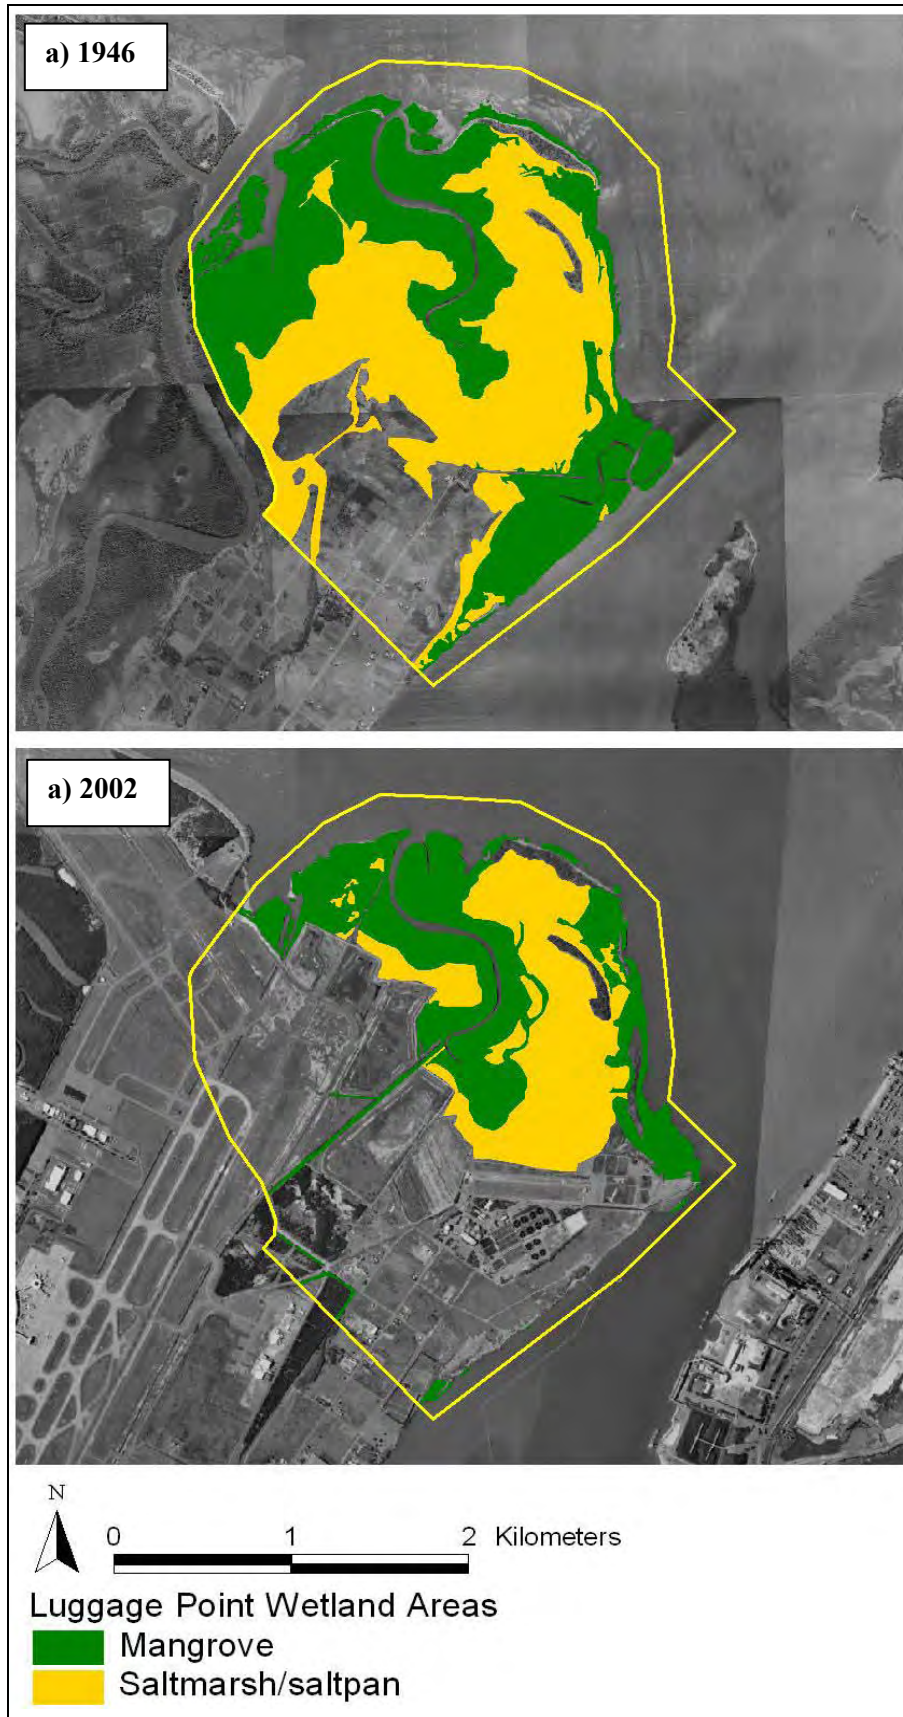 a) 1946
a) 2002
N
0 1 2 Kilometers
Luggage Point Wetland Areas
Mangrove
Saltmarsh/saltpan